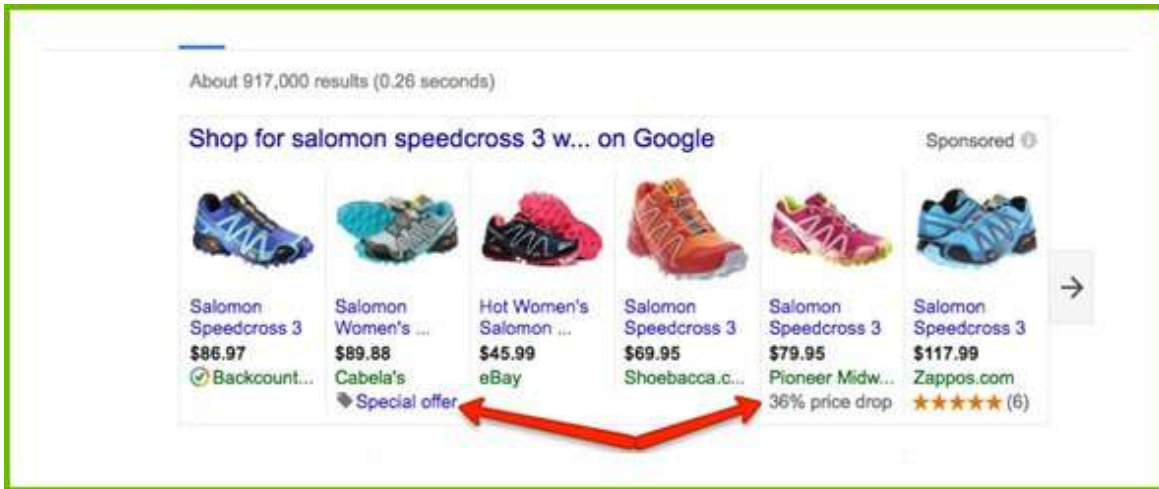 About 917,000 results (0.26 seconds)
Shop for salomon speedcross 3 w... on Google
Sponsored
Salomon
Speedcross 3
$86.97
Backcount...
Salomon
Women's ...
$89.88
Cabela's
Special offer
Hot Women's
Salomon ...
$45.99
eBay
Salomon
Speedcross 3
$69.95
Shoebacca.c...
Salomon
Speedcross 3
$79.95
Pioneer Midw...
36% price drop
Salomon
Speedcross 3
$117.99
Zappos.com
(6)